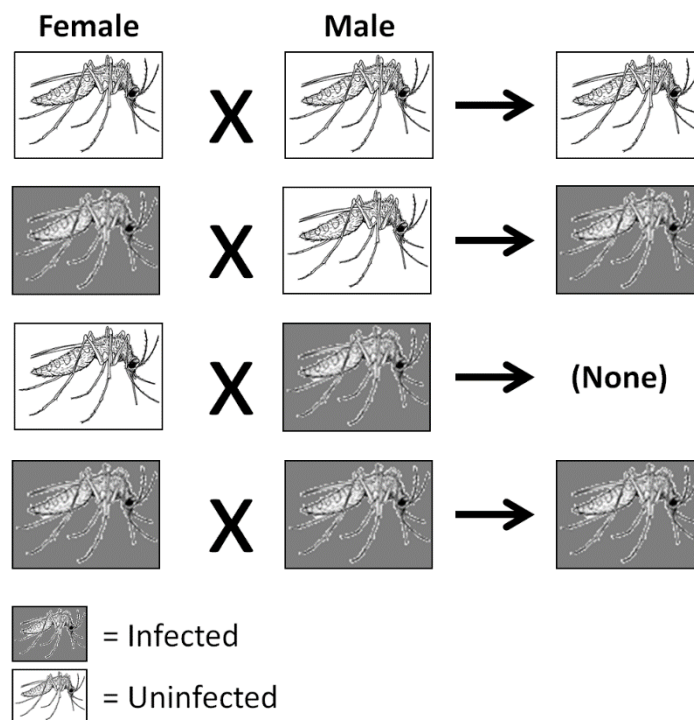 Female Male
X
X
X (None)
X
= Infected
= Uninfected